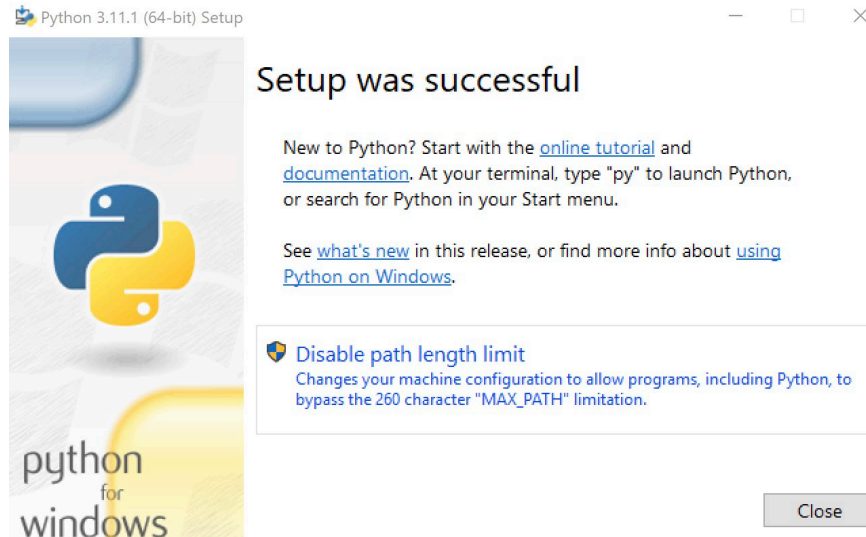 Python 3.11.1 (64-bit) Setup
Setup was successful
New to Python? Start with the online tutorial and
documentation. At your terminal, type "py" to launch Python,
or search for Python in your Start menu.
See what's new in this release, or find more info about using
Python on Windows.
Disable path length limit
Changes your machine configuration to allow programs, including Python, to
bypass the 260 character "MAX_PATH" limitation.
python
for
windows
Close